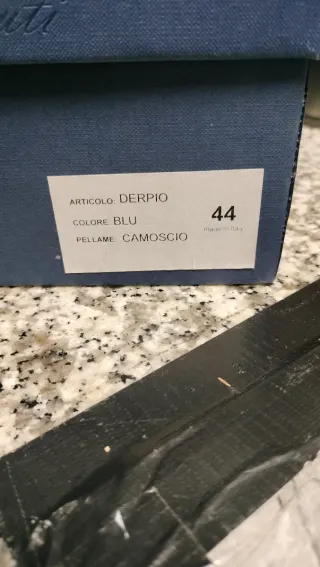 ARTICOLO: DERPIO
COLORE: BLU
PELLAME: CAMOSCIO
44
made in Italy